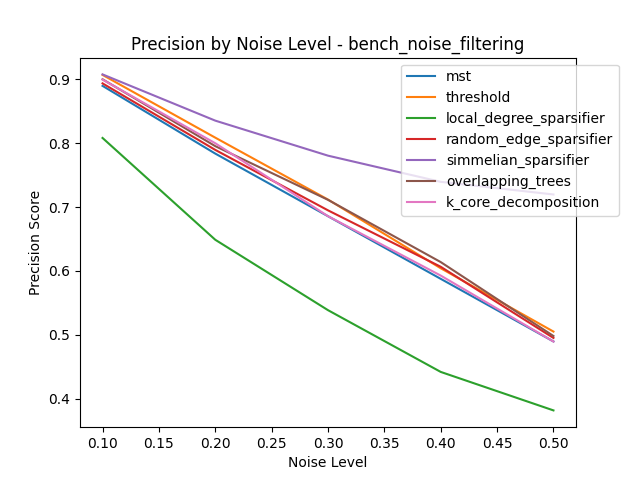 Precision by Noise Level - bench_noise_filtering
Precision Score
0.9
0.8
0.7
0.6
0.5
0.4
mst
threshold
local_degree_sparsifier
random_edge_sparsifier
simmelian_sparsifier
overlapping_trees
k_core_decomposition
0.10 0.15 0.20 0.25 0.30 0.35 0.40 0.45 0.50
Noise Level